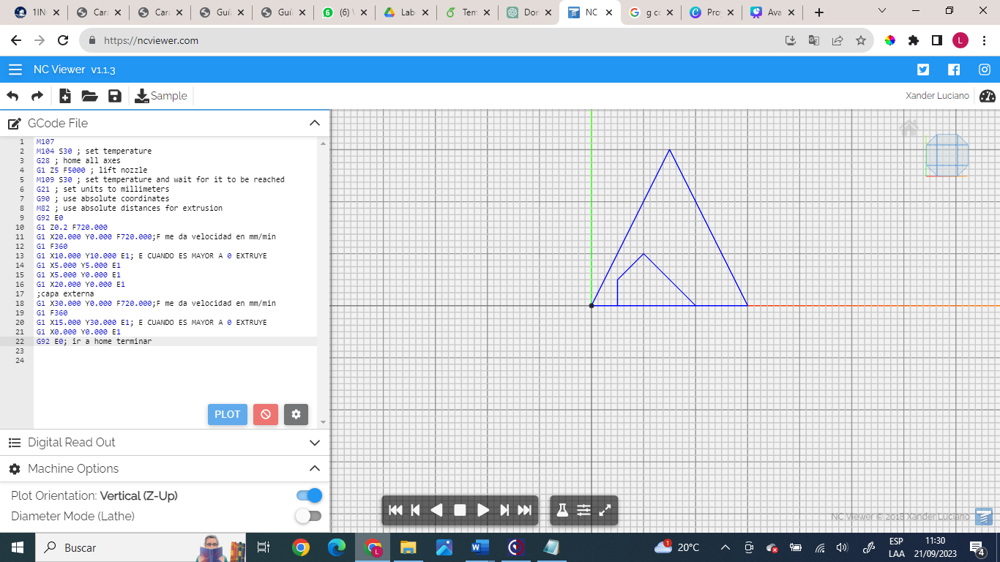 1IN
Cara
Cara
Guía
Guía
(6)
Lab
Tem
Dor
NC
g co
Pro
Ava
https://ncviewer.com
L
NC Viewer v1.1.3
Sample
Xander Luciano
GCode File
1 M107
2 M104 S30 ; set temperature
3 G28 ; home all axes
4 G1 Z5 F5000 ; lift nozzle
5 M109 S30 ; set temperature and wait for it to be reached
6 G21 ; set units to millimeters
7 G90 ; use absolute coordinates
8 M82 ; use absolute distances for extrusion
9 G92 E0
10 G1 Z0.2 F720.000
11 G1 X20.000 Y0.000 F720.000;F me da velocidad en mm/min
12 G1 F360
13 G1 X10.000 Y10.000 E1; E CUANDO ES MAYOR A 0 EXTRUYE
14 G1 X5.000 Y5.000 E1
15 G1 X5.000 Y0.000 E1
16 G1 X20.000 Y0.000 E1
17 ;capa externa
18 G1 X30.000 Y0.000 F720.000;F me da velocidad en mm/min
19 G1 F360
20 G1 X15.000 Y30.000 E1; E CUANDO ES MAYOR A 0 EXTRUYE
21 G1 X0.000 Y0.000 E1
22 G92 E0; ir a home terminar
23
24
PLOT
Digital Read Out
Machine Options
Plot Orientation: Vertical (Z-Up)
Diameter Mode (Lathe)
NC Viewer © 2018 Xander Luciano
Buscar
L
1
20°C
ESP
LAA
11:30
21/09/2023
4